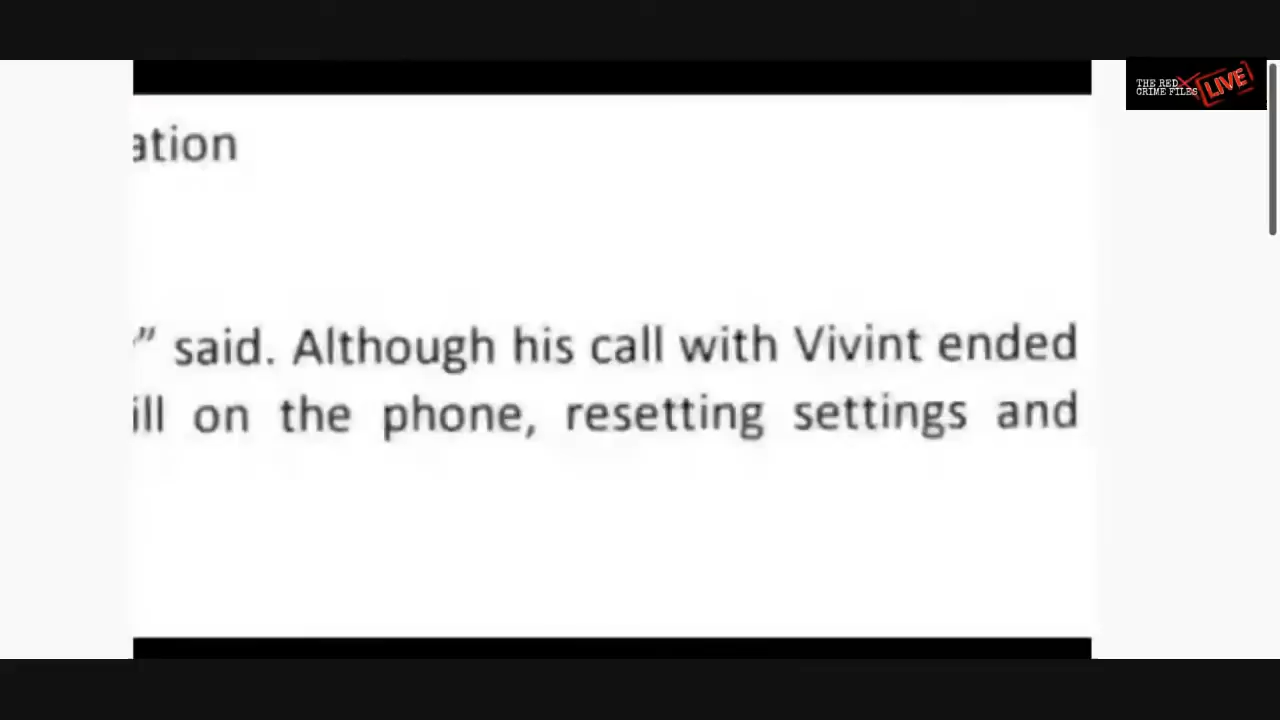 THE RED
CRIME FILES
LIVE
ation
" said. Although his call with Vivint ended
ill on the phone, resetting settings and